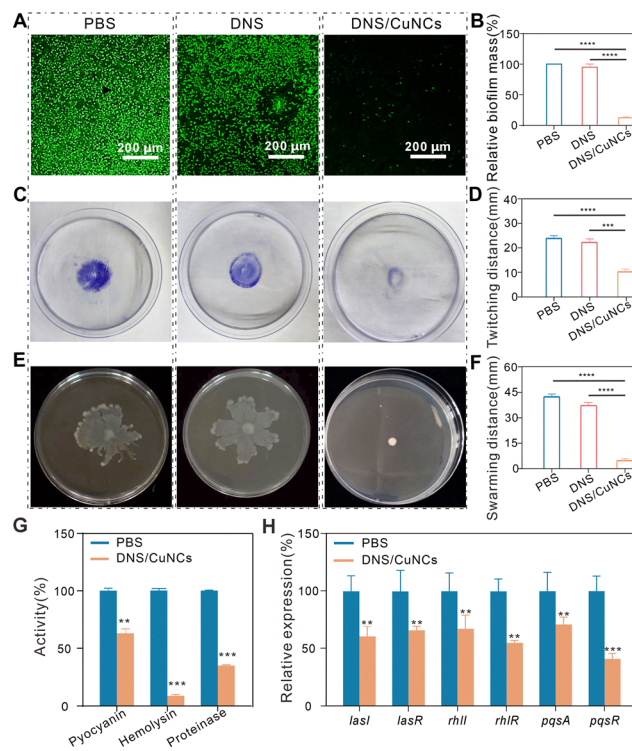 A
PBS
DNS
DNS/CuNCs
200 μm
200 μm
200 μm
B
Relative biofilm mass(%)
150
100
50
0
****
****
PBS
DNS
DNS/CuNCs
C
D
Twitching distance(mm)
40
30
20
10
0
****
***
PBS
DNS
DNS/CuNCs
E
F
Swarming distance(mm)
60
45
30
15
0
****
****
PBS
DNS
DNS/CuNCs
G
Activity(%)
150
100
50
0
PBS
DNS/CuNCs
**
***
***
Pyocyanin
Hemolysin
Proteinase
H
Relative expression(%)
150
100
50
0
PBS
DNS/CuNCs
**
**
**
**
**
***
lasI
lasR
rhlI
rhlR
pqsA
pqsR